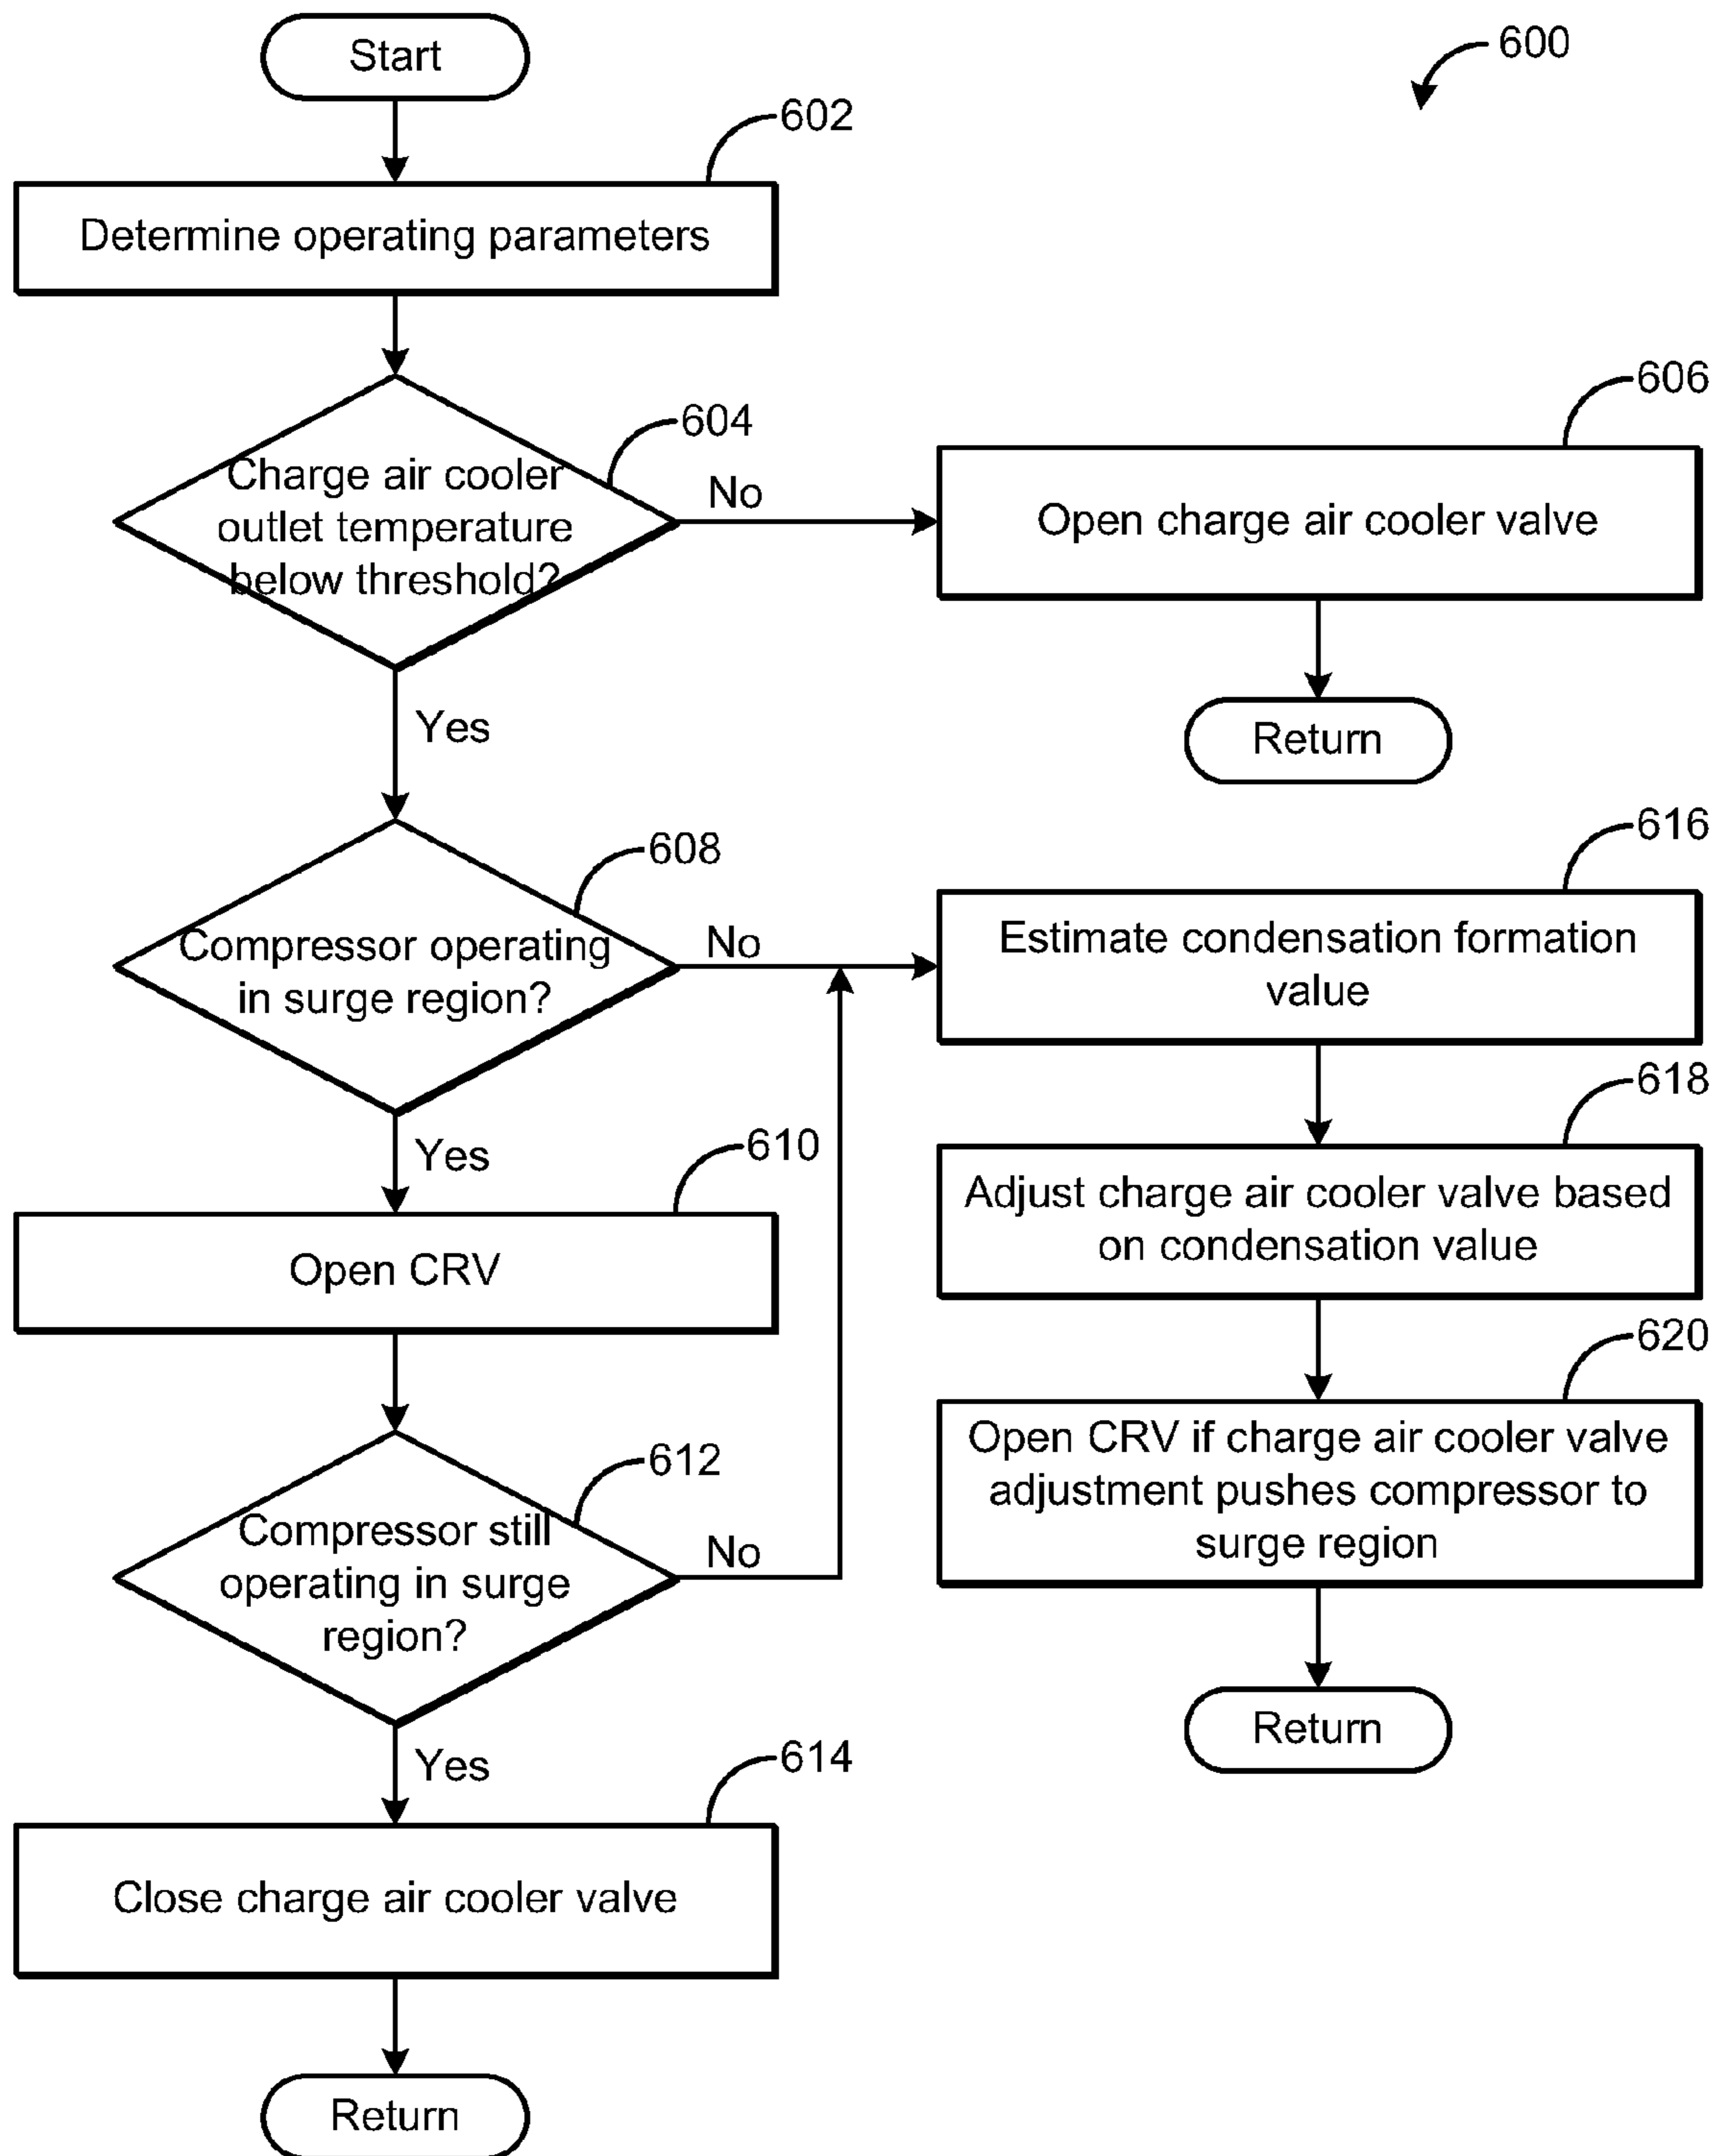 Start
600
602
Determine operating parameters
604
Charge air cooler
outlet temperature
below threshold?
No
606
Open charge air cooler valve
Return
Yes
608
Compressor operating
in surge region?
No
616
Estimate condensation formation
value
618
Adjust charge air cooler valve based
on condensation value
620
Open CRV if charge air cooler valve
adjustment pushes compressor to
surge region
Return
Yes
610
Open CRV
612
Compressor still
operating in surge
region?
No
Yes
614
Close charge air cooler valve
Return